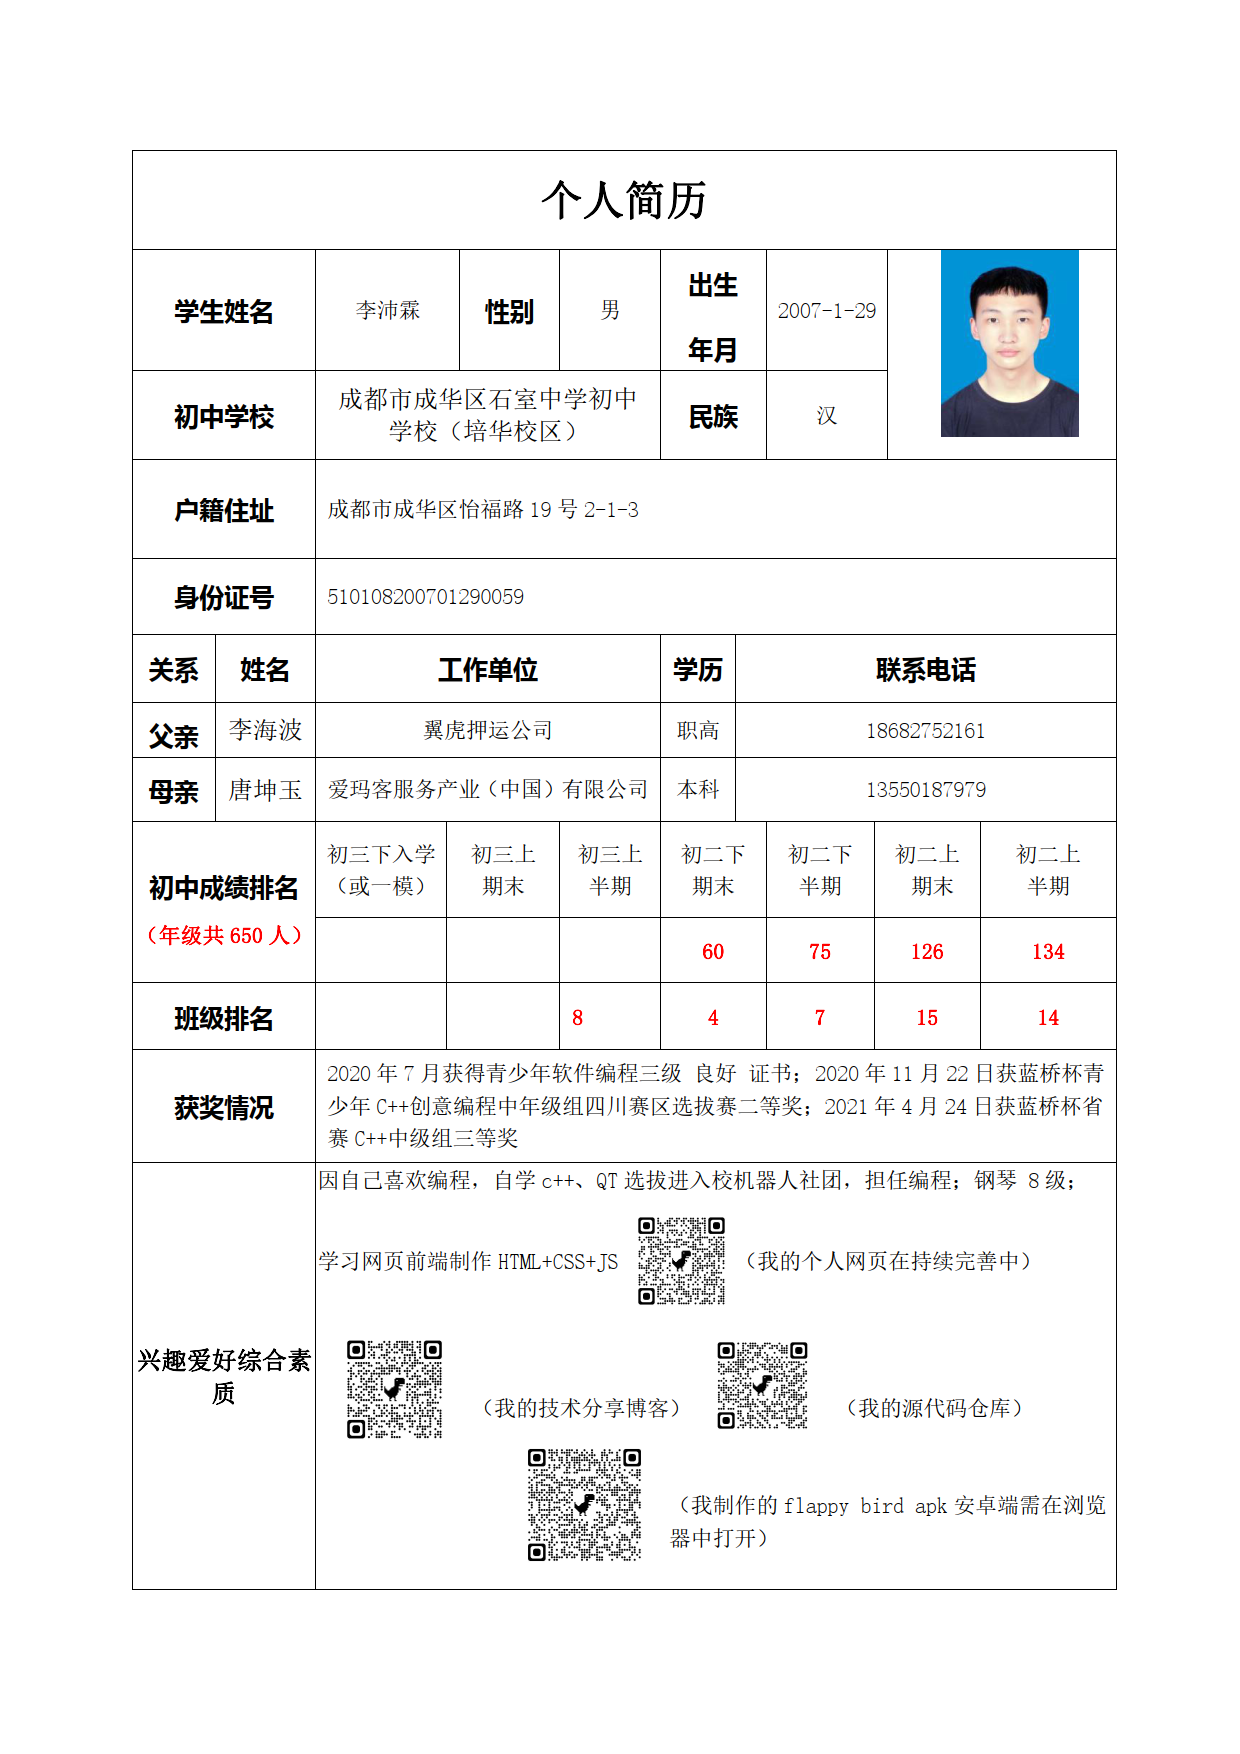 个人简历
学生姓名 李沛霖 性别 男 出生年月 2007-1-29
初中学校 成都市成华区石室中学初中
学校（培华校区） 民族 汉
户籍住址 成都市成华区怡福路 19 号 2-1-3
身份证号 510108200701290059
关系 姓名 工作单位 学历 联系电话
父亲 李海波 翼虎押运公司 职高 18682752161
母亲 唐坤玉 爱玛客服务产业（中国）有限公司 本科 13550187979
初中成绩排名
（年级共 650 人）
初三下入学 初三上 初三上 初二下 初二下 初二上 初二上
（或一模） 期末 半期 期末 半期 期末 半期
60 75 126 134
班级排名 8 4 7 15 14
获奖情况
2020 年 7 月获得青少年软件编程三级 良好 证书；2020 年 11 月 22 日获蓝桥杯青
少年 C++创意编程中年级组四川赛区选拔赛二等奖；2021 年 4 月 24 日获蓝桥杯省
赛 C++中级组三等奖
兴趣爱好综合素
质
因自己喜欢编程，自学 c++、QT 选拔进入校机器人社团，担任编程；钢琴 8 级；
学习网页前端制作 HTML+CSS+JS （我的个人网页在持续完善中）
（我的技术分享博客） （我的源代码仓库）
（我制作的 flappy bird apk 安卓端需在浏览
器中打开）